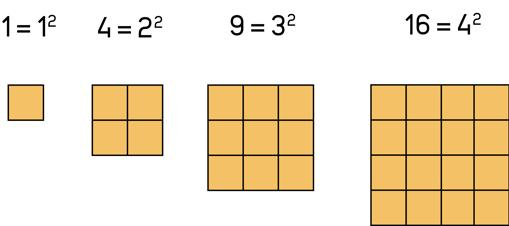 1 = 1²
4 = 2²
9 = 3²
16 = 4²